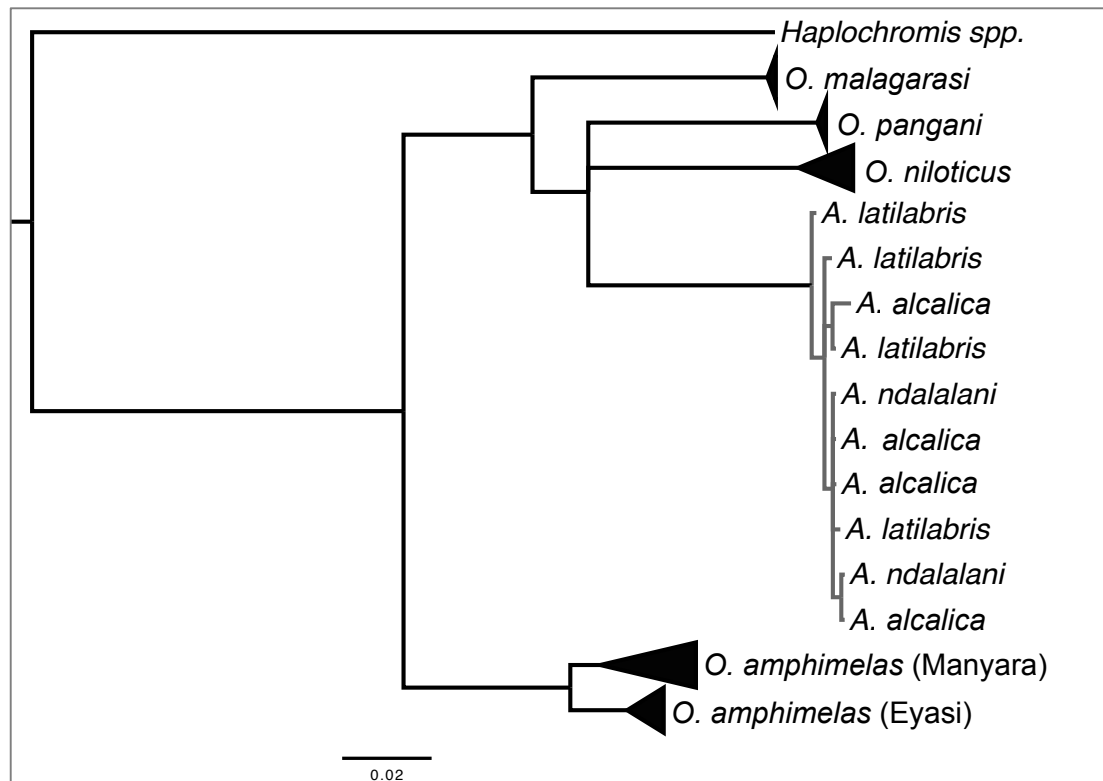 Haplochromis spp.
O. malagarasi
O. pangani
O. niloticus
A. latilabris
A. latilabris
A. alcalica
A. latilabris
A. ndalalani
A. alcalica
A. alcalica
A. latilabris
A. ndalalani
A. alcalica
O. amphimelas (Manyara)
O. amphimelas (Eyasi)
0.02